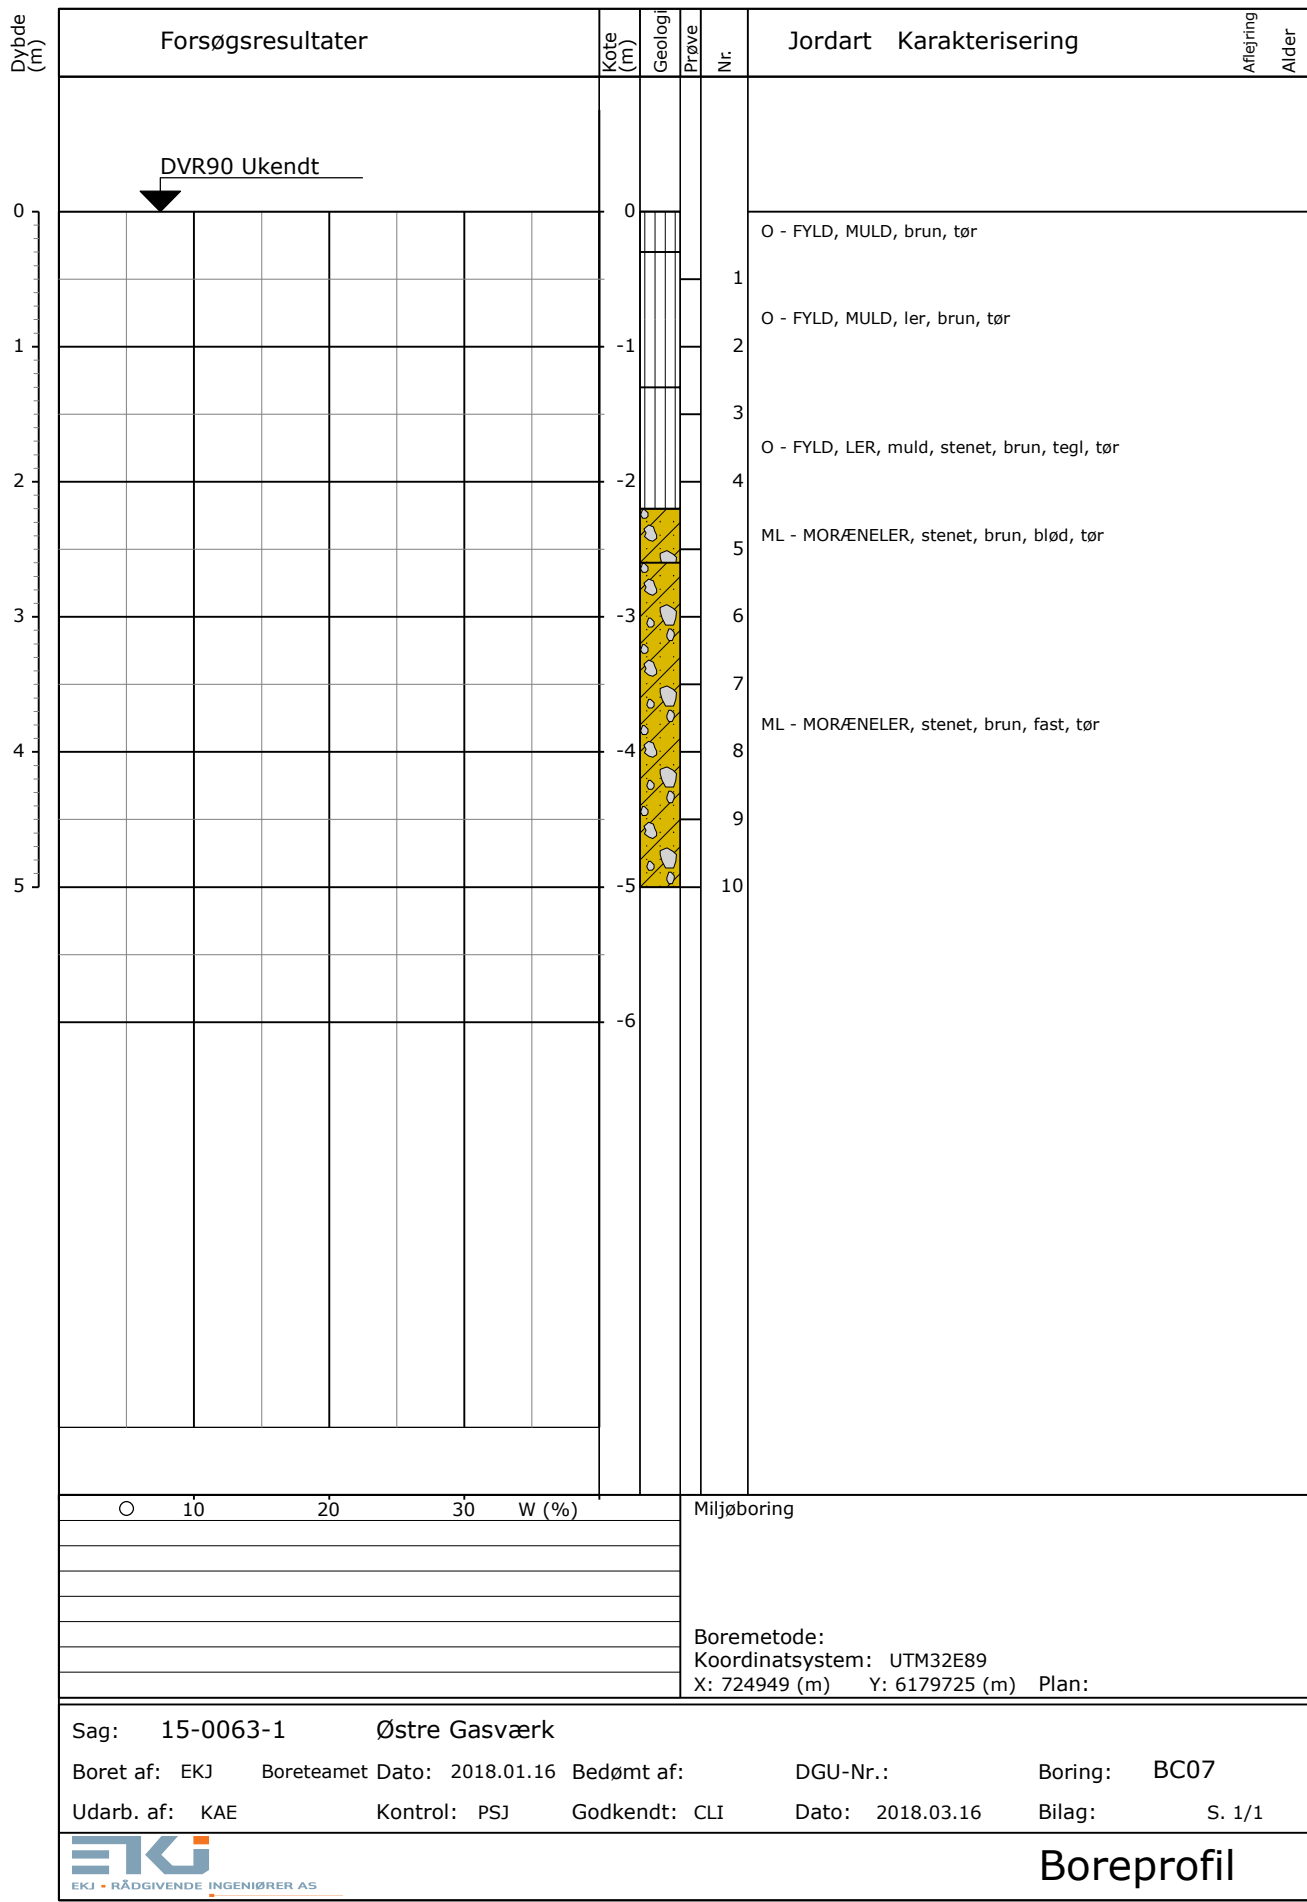 Dybde (m)
Forsøgsresultater
Kote (m)
Geologi
Prøve
Nr.
Jordart Karakterisering
Aflejring
Alder
DVR90 Ukendt
0 0
O - FYLD, MULD, brun, tør
1
O - FYLD, MULD, ler, brun, tør
1 -1 2
3
O - FYLD, LER, muld, stenet, brun, tegl, tør
2 -2 4
ML - MORÆNELER, stenet, brun, blød, tør
5
3 -3 6
7
ML - MORÆNELER, stenet, brun, fast, tør
4 -4 8
9
5 -5 10
-6
10 20 30 W (%)
Miljøboring
Boremetode:
Koordinatsystem: UTM32E89
X: 724949 (m) Y: 6179725 (m) Plan:
Sag: 15-0063-1 Østre Gasværk
Boret af: EKJ Boreteamet Dato: 2018.01.16 Bedømt af: DGU-Nr.: Boring: BC07
Udarb. af: KAE Kontrol: PSJ Godkendt: CLI Dato: 2018.03.16 Bilag: S. 1/1
EKJ
EKJ - RÅDGIVENDE INGENIØRER AS
Boreprofil